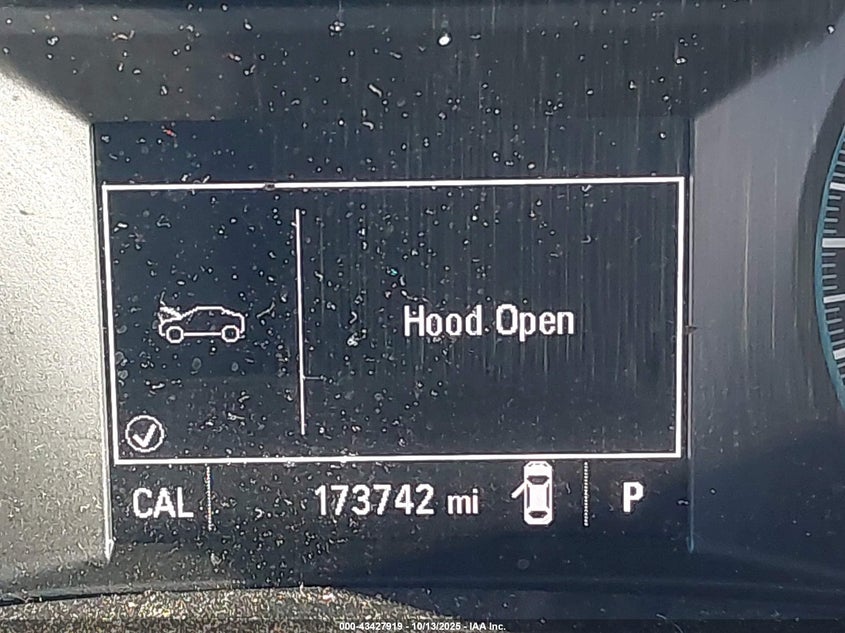 Hood Open
CAL 173742 mi P
000-43427919 - 10/13/2025 - IAA Inc.